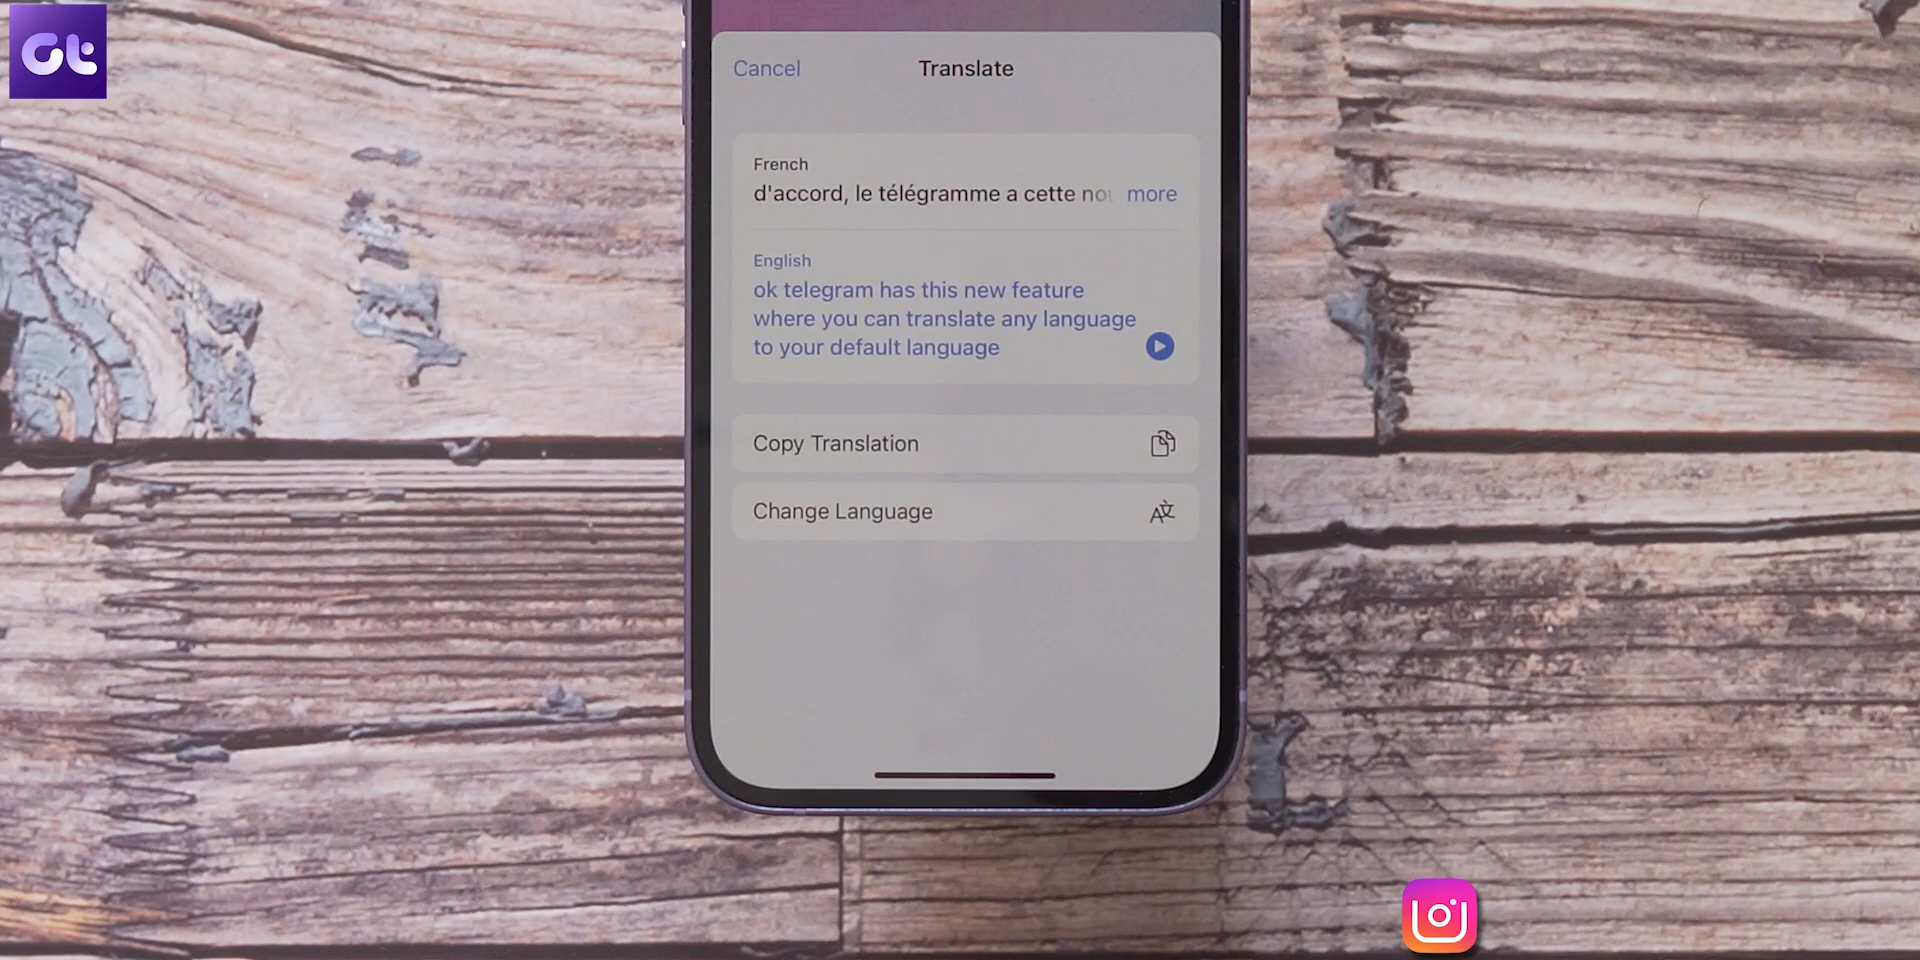 Gt
Cancel
Translate
French
d'accord, le télégramme a cette more
English
ok telegram has this new feature
where you can translate any language
to your default language
Copy Translation
Change Language